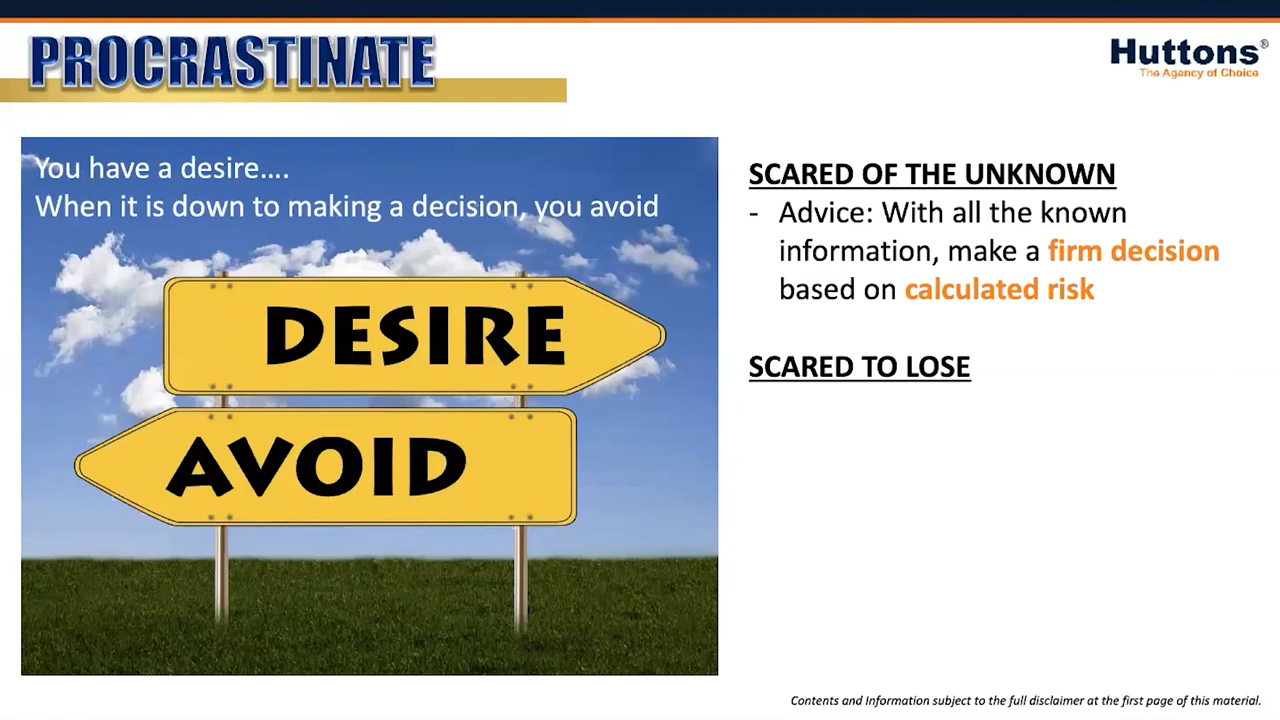 PROCRASTINATE
Huttons®
The Agency of Choice
You have a desire....
When it is down to making a decision, you avoid
DESIRE
AVOID
SCARED OF THE UNKNOWN
- Advice: With all the known
information, make a firm decision
based on calculated risk
SCARED TO LOSE
Contents and Information subject to the full disclaimer at the first page of this material.